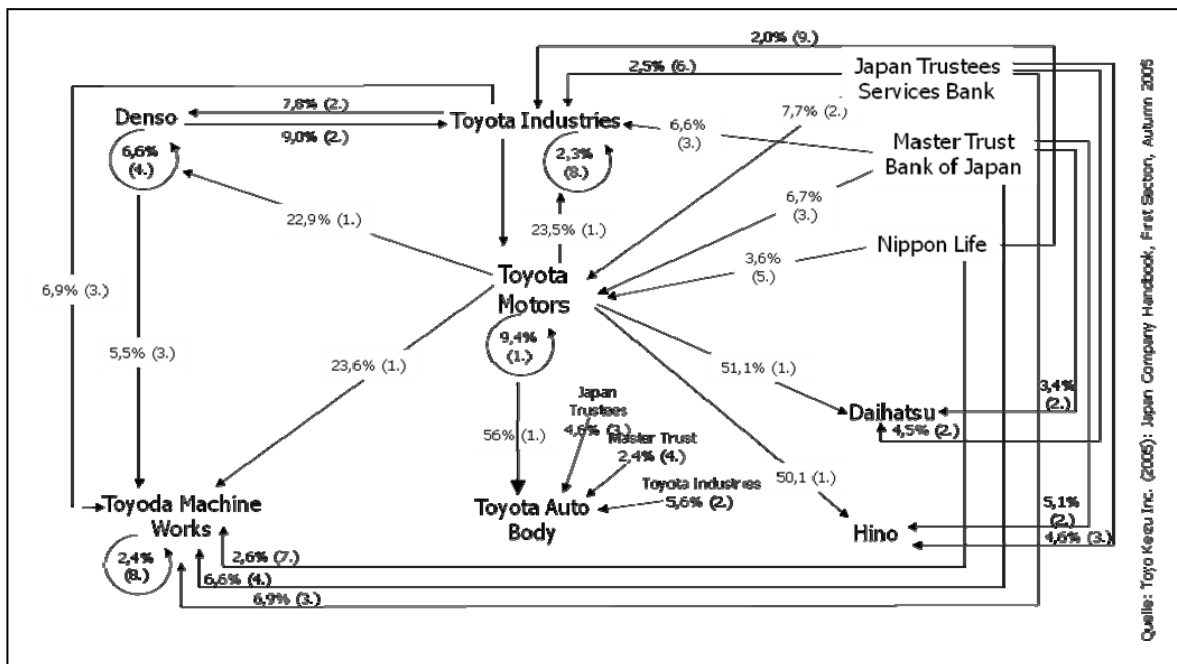 2,0% (9.)
Japan Trustees
Services Bank
2,5% (6.)
7,8% (2.)
Denso
Toyota Industries
7,7% (2.)
9,0% (2.)
6,6%
(3.)
Master Trust
Bank of Japan
6,6%
(4.)
2,3%
(8.)
6,7%
(3.)
22,9% (1.)
23,5% (1.)
Nippon Life
3,6%
(5.)
Toyota
Motors
6,9% (3.)
9,4%
(1.)
5,5% (3.)
23,6% (1.)
51,1% (1.)
Japan
Trustees
4,6% (3.)
3,4%
(2.)
Daihatsu
4,5% (2.)
56% (1.)
Master Trust
2,4% (4.)
50,1 (1.)
Toyota Industries
5,6% (2.)
Toyoda Machine
Works
Toyota Auto
Body
Hino
5,1%
(2.)
4,6% (3.)
2,4%
(8.)
2,6% (7.)
6,6% (4.)
6,9% (3.)
Quelle: Toyo Keizu Inc. (2005): Japan Company Handbook, First Section, Autumn 2005